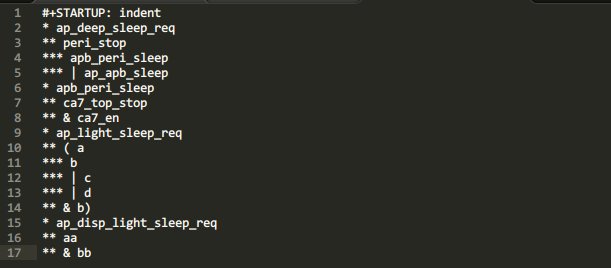 1 #+STARTUP: indent
2 * ap_deep_sleep_req
3 ** peri_stop
4 *** apb_peri_sleep
5 *** | ap_apb_sleep
6 * apb_peri_sleep
7 ** ca7_top_stop
8 ** & ca7_en
9 * ap_light_sleep_req
10 ** ( a
11 *** b
12 *** | c
13 *** | d
14 ** & b)
15 * ap_disp_light_sleep_req
16 ** aa
17 ** & bb